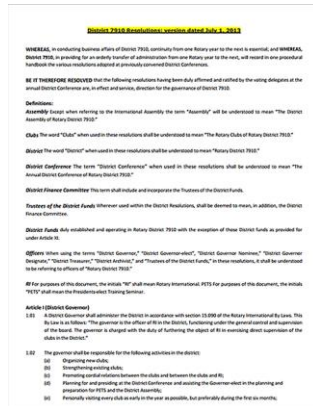 District 7910 Resolutions: version dated July 1, 2013
WHEREAS, in conducting business affairs of District 7910, continuity from one Rotary year to the next is essential; and WHEREAS,
District 7910, in providing for an orderly transfer of administration from one Rotary year to the next, will record in one procedural
handbook the various resolutions adopted at previously convened District Conferences.
BE IT THEREFORE RESOLVED that the following resolutions having been duly affirmed and ratified by the voting delegates at the
annual District Conference are, in effect and service, direction for the governance of District 7910.
Definitions:
Assembly Except when referring to the International Assembly the term "Assembly" will be understood to mean "The District
Assembly of Rotary District 7910."
Clubs The word "Clubs" when used in these resolutions shall be understood to mean "The Rotary Clubs of Rotary District 7910."
District The word "District" when used in these resolutions shall be understood to mean "Rotary District 7910."
District Conference The term "District Conference" when used in these resolutions shall be understood to mean "The
Annual District Conference of Rotary District 7910."
District Finance Committee This term shall include and incorporate the Trustees of the District Funds.
Trustees of the District Funds Wherever used within the District Resolutions, shall be deemed to mean, in addition, the District
Finance Committee.
District Funds duly established and operating in Rotary District 7910 with the exception of those District funds as provided for
under Article XI.
Officers When using the terms "District Governor," "District Governor-elect", "District Governor Nominee," "District Governor
Designate," "District Treasurer," "District Archivist," and "Trustees of the District Funds," in these resolutions, it shall be understood
to be referring to officers of "Rotary District 7910."
RI For purposes of this document, the initials "RI" shall mean Rotary International. PETS For purposes of this document, the initials
"PETS" shall mean the Presidents-elect Training Seminar.
Article I (District Governor)
1.01 A District Governor shall administer the District in accordance with section 15.090 of the Rotary International By Laws. This
By Law is as follows: "The governor is the officer of RI in the District, functioning under the general control and supervision
of the board. The governor is charged with the duty of furthering the object of RI in exercising direct supervision of the
clubs in the District."
1.02 The governor shall be responsible for the following activities in the district:
(a) Organizing new clubs;
(b) Strengthening existing clubs;
(c) Promoting cordial relations between the clubs and between the clubs and RI;
(d) Planning for and presiding at the District Conference and assisting the Governor-elect in the planning and
preparation for PETS and the District Assembly;
(e) Personally visiting every club as early in the year as possible, but preferably during the first six months;